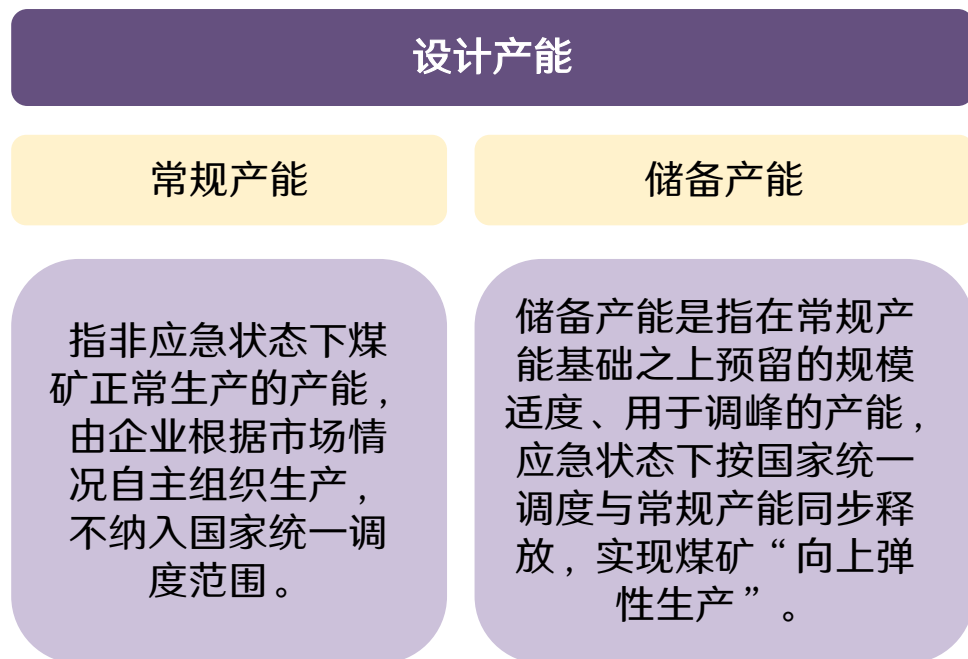 设计产能
常规产能
储备产能
指非应急状态下煤
矿正常生产的产能，
由企业根据市场情
况自主组织生产，
不纳入国家统一调
度范围。
储备产能是指在常规产
能基础之上预留的规模
适度、用于调峰的产能，
应急状态下按国家统一
调度与常规产能同步释
放，实现煤矿“向上弹
性生产”。